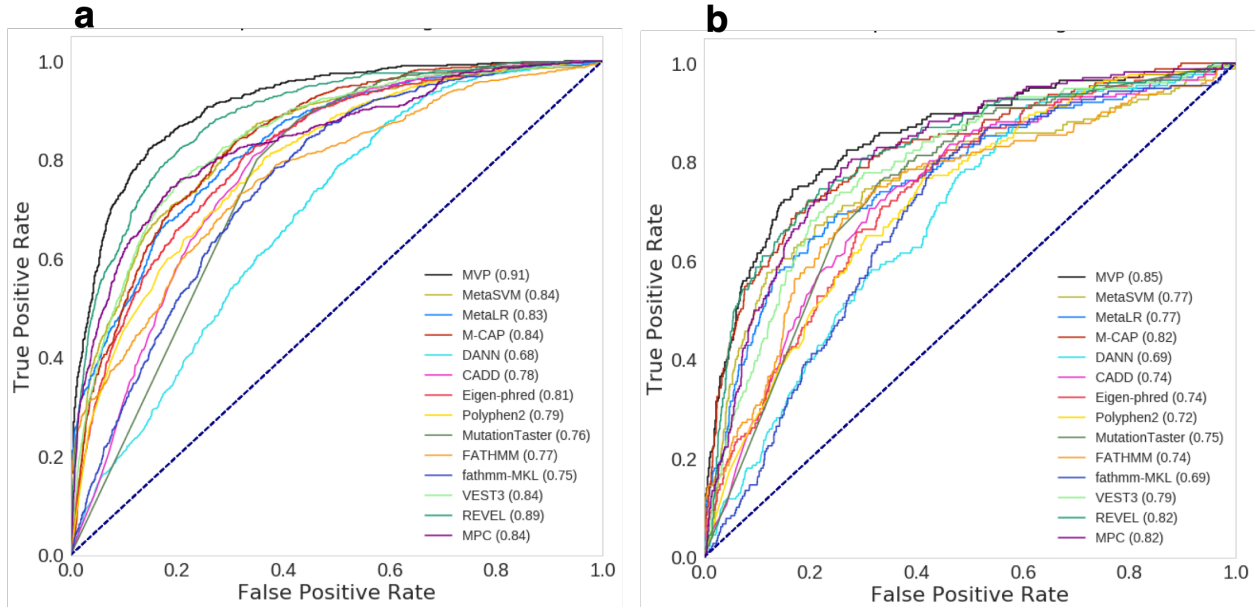 a
b
1.0
0.8
0.6
0.4
0.2
0.0
True Positive Rate
MVP (0.91)
MetaSVM (0.84)
MetaLR (0.83)
M-CAP (0.84)
DANN (0.68)
CADD (0.78)
Eigen-phred (0.81)
Polyphen2 (0.79)
MutationTaster (0.76)
FATHMM (0.77)
fathmm-MKL (0.75)
VEST3 (0.84)
REVEL (0.89)
MPC (0.84)
0.0 0.2 0.4 0.6 0.8 1.0
False Positive Rate
1.0
0.8
0.6
0.4
0.2
0.0
True Positive Rate
MVP (0.85)
MetaSVM (0.77)
MetaLR (0.77)
M-CAP (0.82)
DANN (0.69)
CADD (0.74)
Eigen-phred (0.74)
Polyphen2 (0.72)
MutationTaster (0.75)
FATHMM (0.74)
fathmm-MKL (0.69)
VEST3 (0.79)
REVEL (0.82)
MPC (0.82)
0.0 0.2 0.4 0.6 0.8 1.0
False Positive Rate